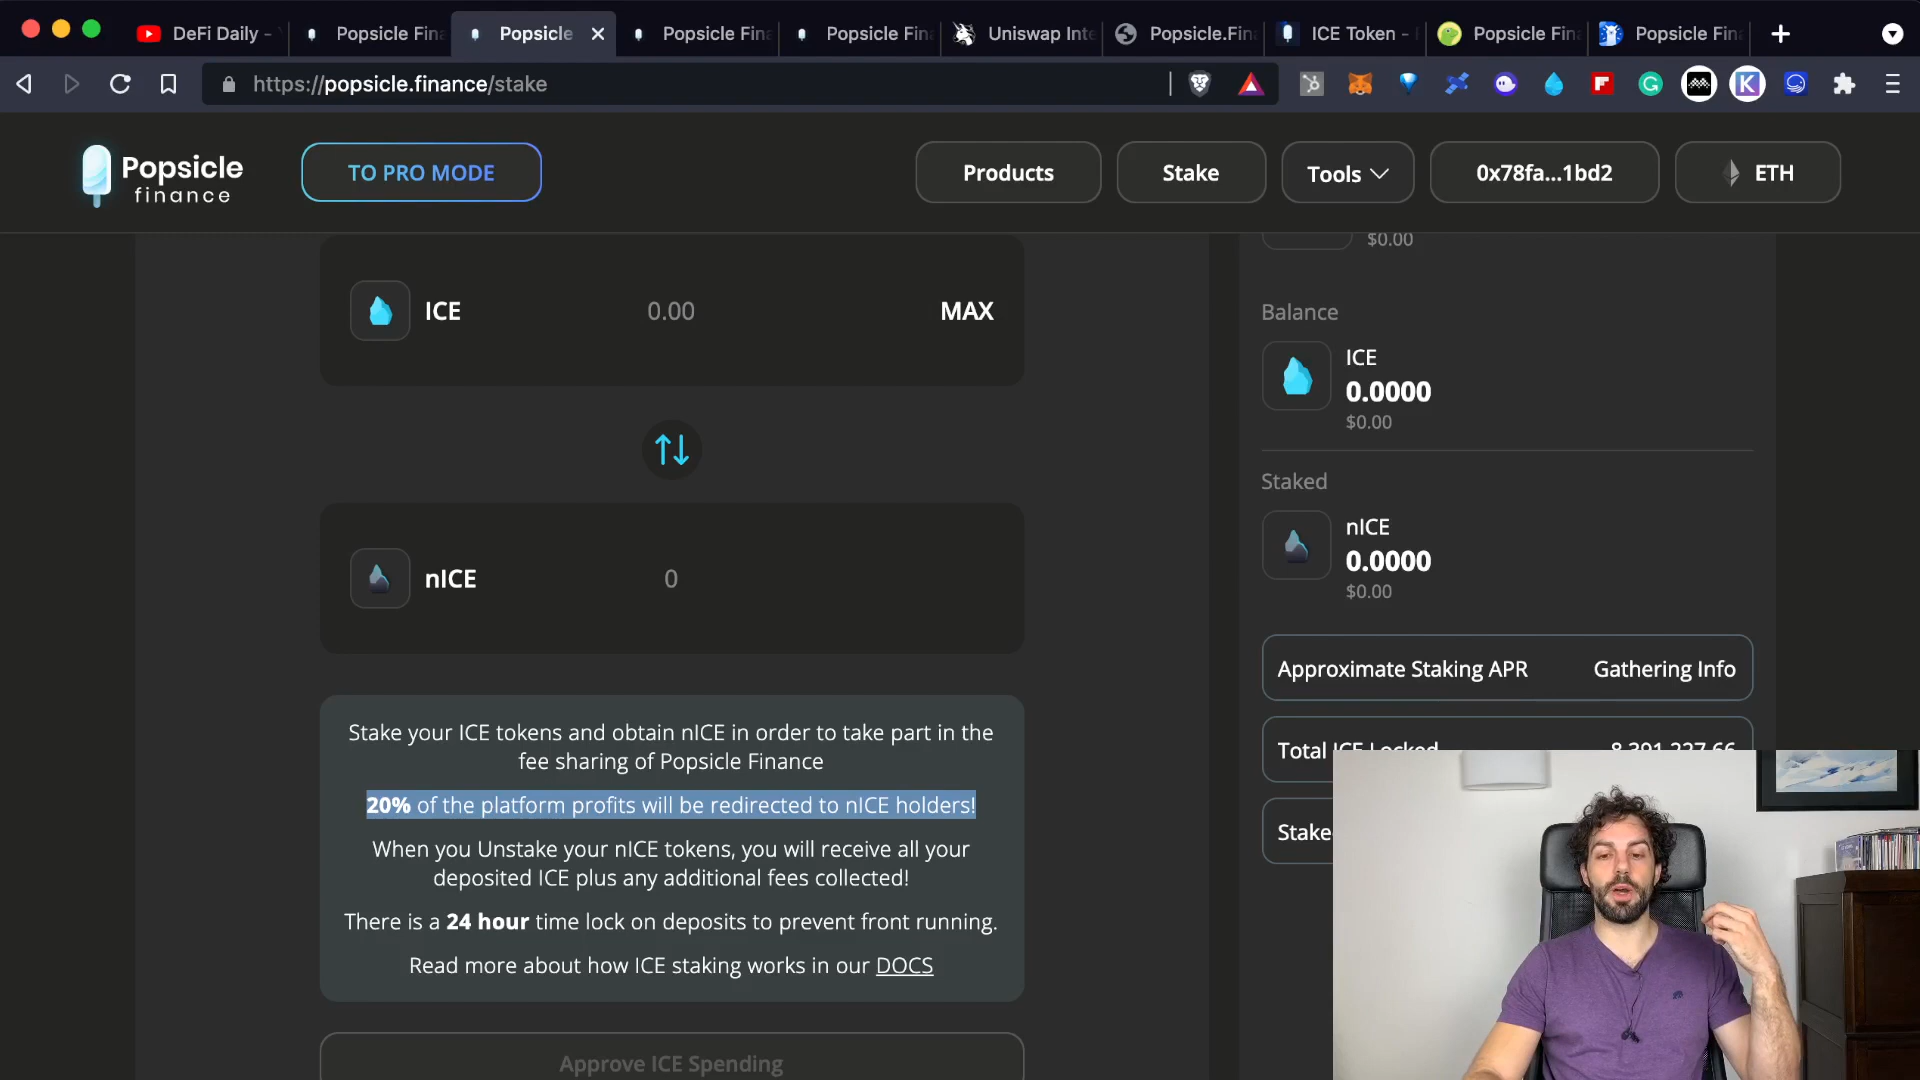 DeFi Daily -
Popsicle Fin
Popsicle
Popsicle Fin
Popsicle Fin
Uniswap Inte
Popsicle.Fin
ICE Token -
Popsicle Fin
Popsicle Fin
https://popsicle.finance/stake
Popsicle
finance
TO PRO MODE
Products
Stake
Tools
0x78fa...1bd2
ETH
$0.00
ICE
0.00
MAX
Balance
ICE
0.0000
$0.00
Staked
nICE
0.0000
$0.00
nICE
0
Approximate Staking APR
Gathering Info
Total ICE Locked
8,391,227.66
Stake
Stake your ICE tokens and obtain nICE in order to take part in the
fee sharing of Popsicle Finance
20% of the platform profits will be redirected to nICE holders!
When you Unstake your nICE tokens, you will receive all your
deposited ICE plus any additional fees collected!
There is a 24 hour time lock on deposits to prevent front running.
Read more about how ICE staking works in our DOCS
Approve ICE Spending